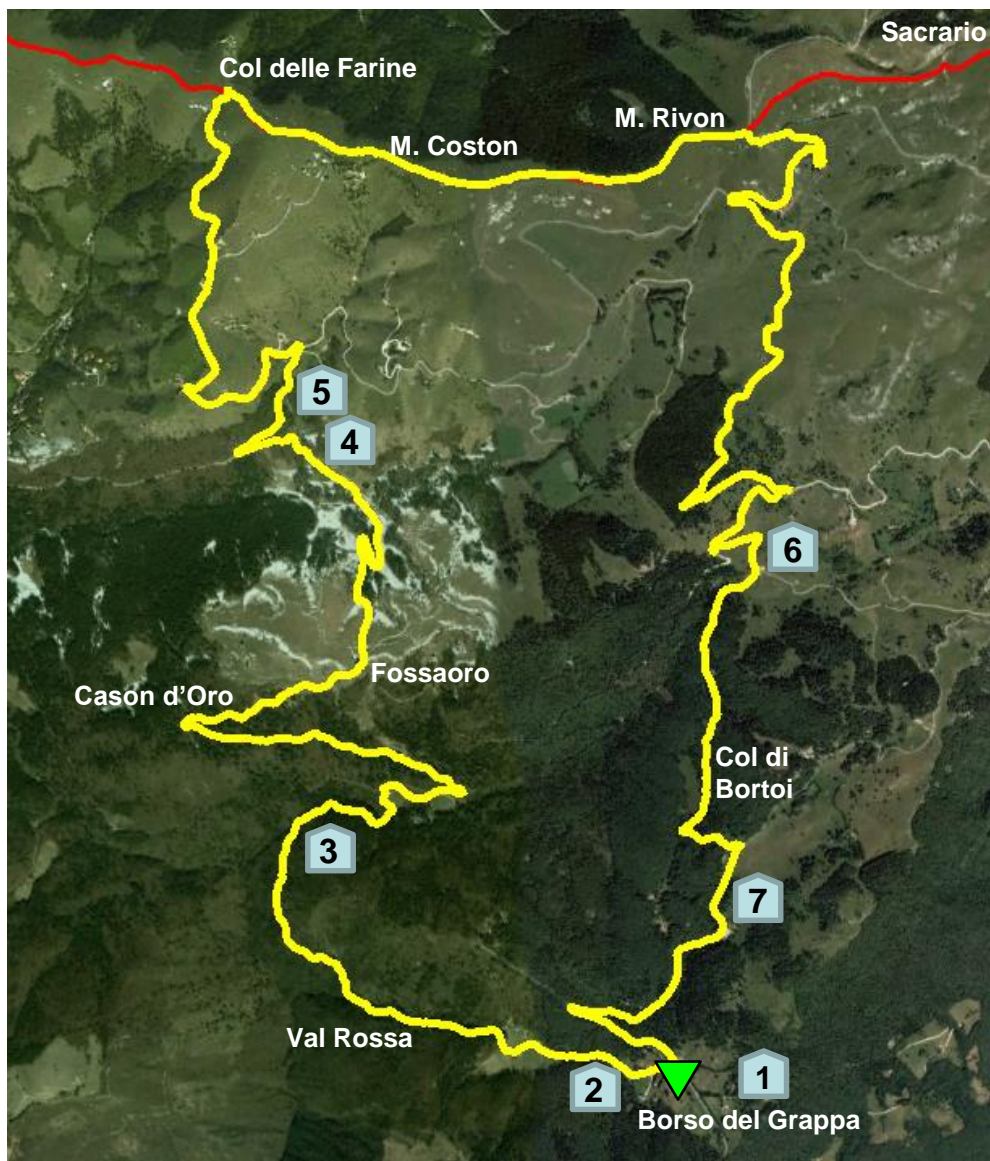 Sacrario
Col delle Farine
M. Rivon
M. Coston
5
4
6
Fossaoro
Cason d’Oro
Col di
Bortoi
3
7
Val Rossa
1
2
Borso del Grappa